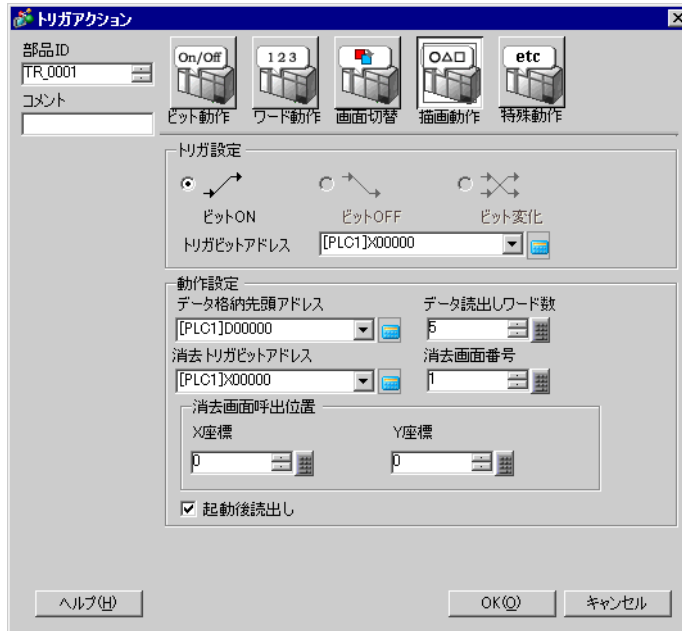 トリガアクション
部品ID
TR_0001
コメント
On/Off
1 2 3
etc
ビット動作 ワード動作 画面切替 描画動作 特殊動作
トリガ設定
ビットON ビットOFF ビット変化
トリガビットアドレス [PLC1]X00000
動作設定
データ格納先頭アドレス データ読出しワード数
[PLC1]D00000 5
消去トリガビットアドレス 消去画面番号
[PLC1]X00000 1
消去画面呼出位置
X座標 Y座標
0 0
起動後読出し
ヘルプ(H) OK(O) キャンセル